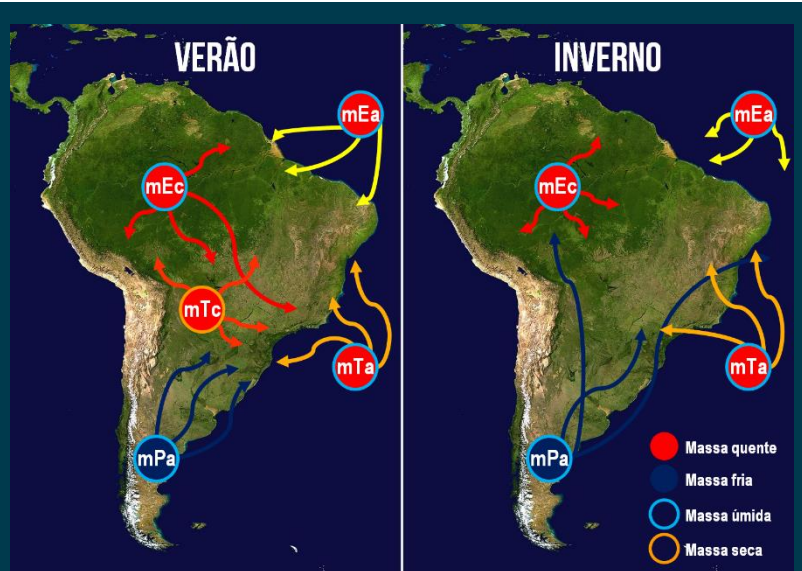 VERÃO
mEa
mEc
mTc
mTa
mPa
INVERNO
mEa
mEc
mTa
mPa
Massa quente
Massa fria
Massa úmida
Massa seca